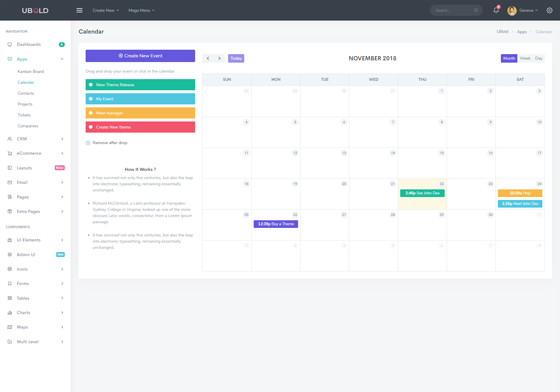 UBOLD
Create New
Mega Menu
Search...
Geneva
NAVIGATION
Dashboards
Apps
Kanban Board
Calendar
Contacts
Projects
Tickets
Companies
CRM
eCommerce
Layouts
Email
Pages
Extra Pages
COMPONENTS
UI Elements
Admin UI
Icons
Forms
Tables
Charts
Maps
Multi Level
Calendar
UBold
Apps
Calendar
Create New Event
Drag and drop your event or click in the calendar
New Theme Release
My Event
Meet manager
Create New theme
Remove after drop
How It Works ?
It has survived not only five centuries, but also the leap
into electronic typesetting, remaining essentially
unchanged.
Richard McClintock, a Latin professor at Hampden-
Sydney College in Virginia, looked up one of the more
obscure Latin words, consectetur, from a Lorem Ipsum
passage.
It has survived not only five centuries, but also the leap
into electronic typesetting, remaining essentially
unchanged.
Today
NOVEMBER 2018
Month Week Day
SUN MON TUE WED THU FRI SAT
28 29 30 31 1 2 3
4 5 6 7 8 9 10
11 12 13 14 15 16 17
18 19 20 21 22 23 24
2:46p See John Deo
Hey!
Meet John Deo
25 26 27 28 29 30 1
12:09p Buy a Theme
2 3 4 5 6 7 8